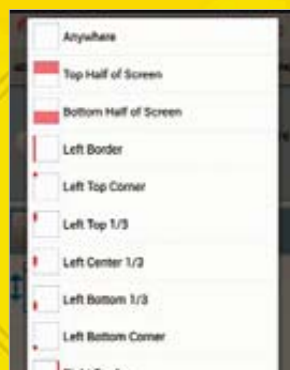 Anywhere
Top Half of Screen
Bottom Half of Screen
Left Border
Left Top Corner
Left Top 1/3
Left Center 1/3
Left Bottom 1/3
Left Bottom Corner